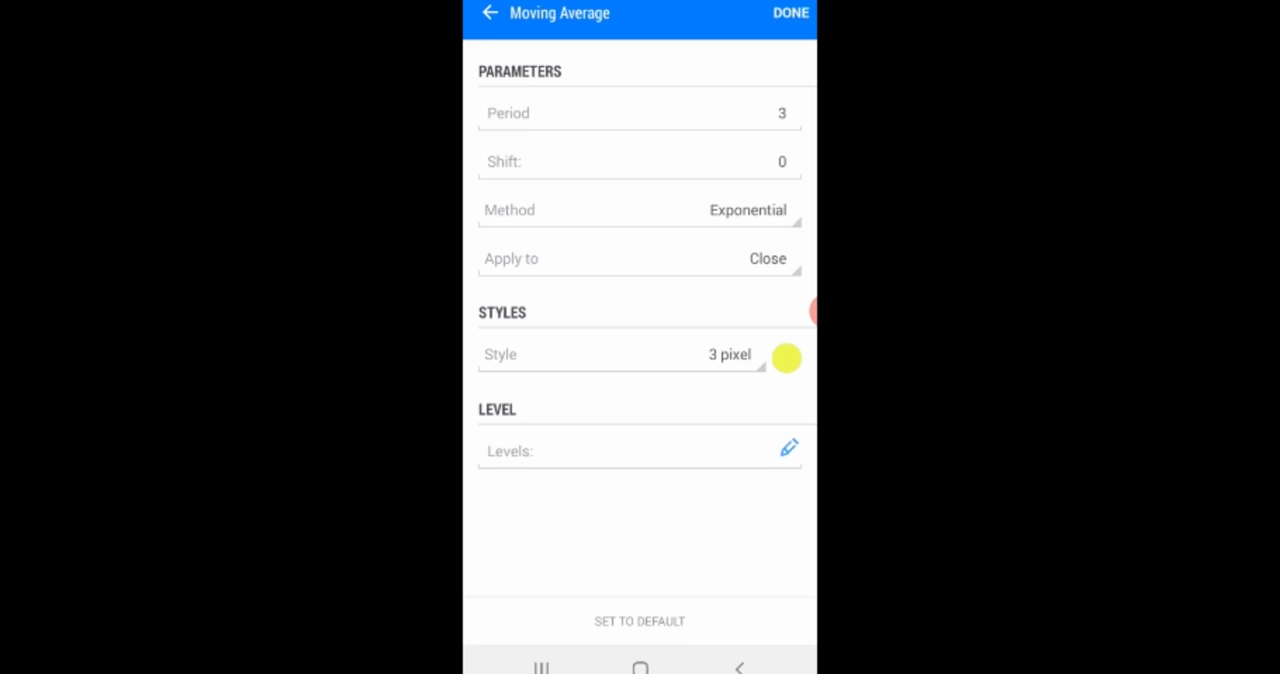 Moving Average DONE
PARAMETERS
Period 3
Shift: 0
Method Exponential
Apply to Close
STYLES
Style 3 pixel
LEVEL
Levels:
SET TO DEFAULT